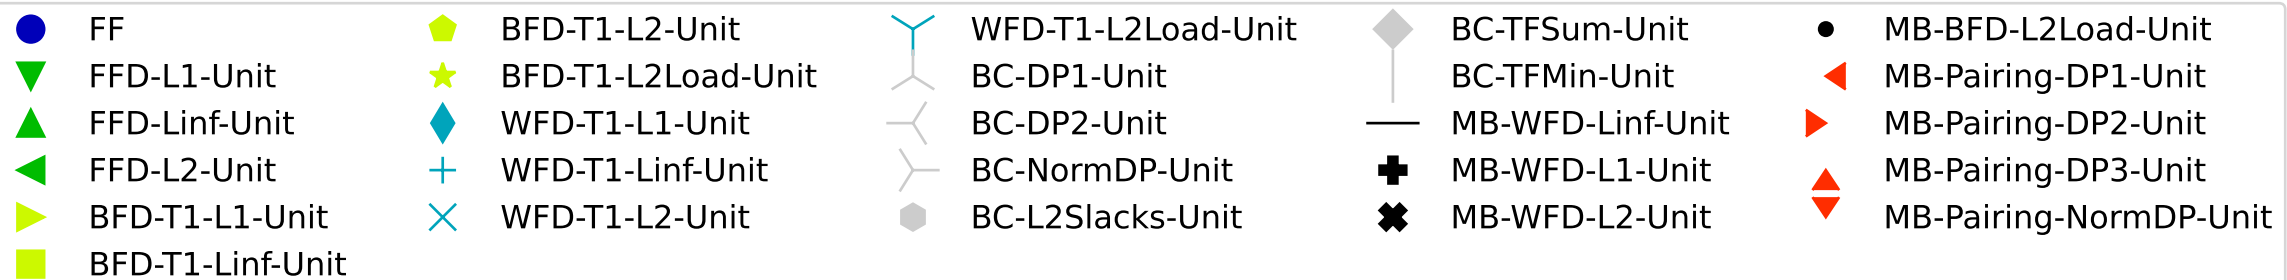 FF
FFD-L1-Unit
FFD-Linf-Unit
FFD-L2-Unit
BFD-T1-L1-Unit
BFD-T1-Linf-Unit
BFD-T1-L2-Unit
BFD-T1-L2Load-Unit
WFD-T1-L1-Unit
WFD-T1-Linf-Unit
WFD-T1-L2-Unit
WFD-T1-L2Load-Unit
BC-DP1-Unit
BC-DP2-Unit
BC-NormDP-Unit
BC-L2Slacks-Unit
BC-TFSum-Unit
BC-TFMin-Unit
MB-WFD-Linf-Unit
MB-WFD-L1-Unit
MB-WFD-L2-Unit
MB-BFD-L2Load-Unit
MB-Pairing-DP1-Unit
MB-Pairing-DP2-Unit
MB-Pairing-DP3-Unit
MB-Pairing-NormDP-Unit